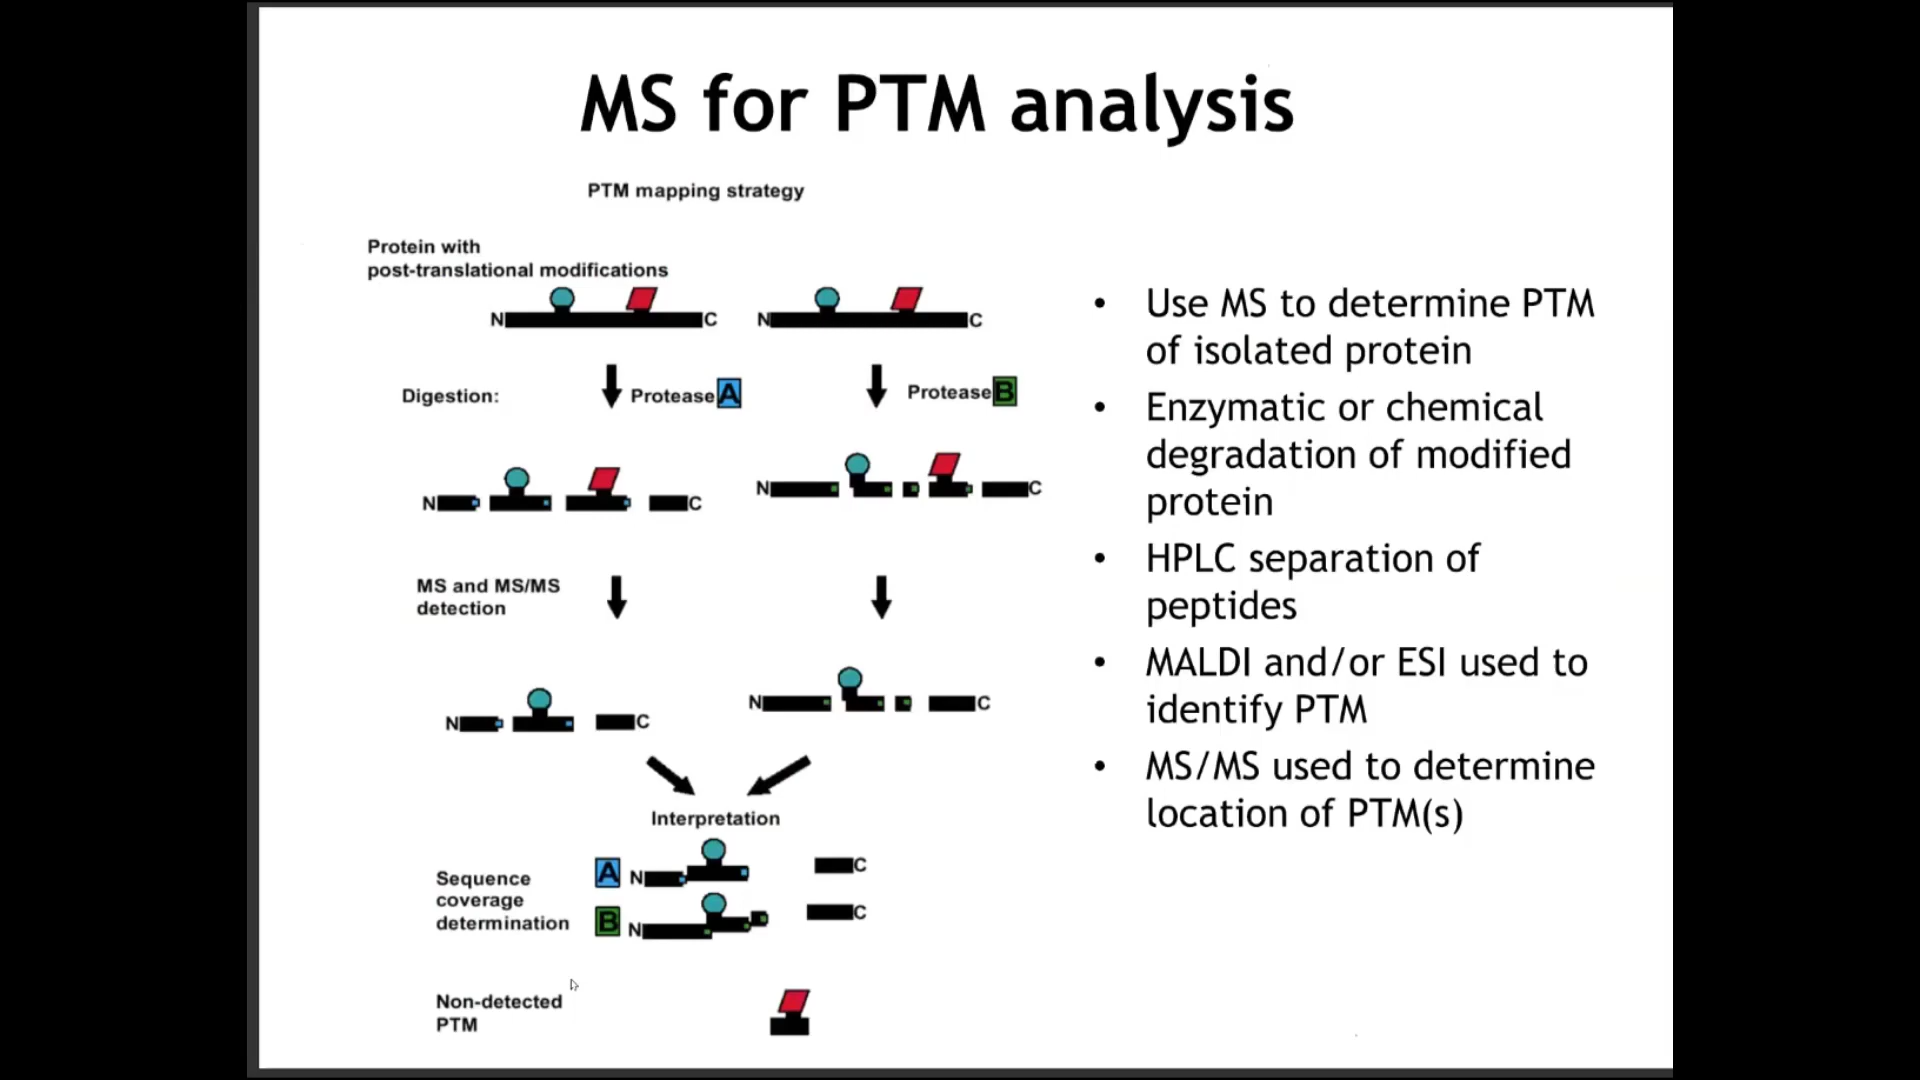 MS for PTM analysis
PTM mapping strategy
Protein with
post-translational modifications
N C N C
Digestion: Protease A Protease B
N C N C
MS and MS/MS
detection
N C N C
Interpretation
Sequence
coverage
determination
A N C
B N C
Non-detected
PTM
• Use MS to determine PTM
of isolated protein
• Enzymatic or chemical
degradation of modified
protein
• HPLC separation of
peptides
• MALDI and/or ESI used to
identify PTM
• MS/MS used to determine
location of PTM(s)